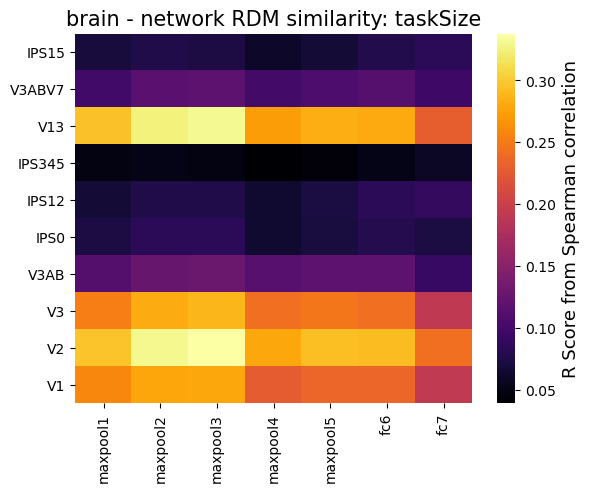 brain - network RDM similarity: taskSize
IPS15
V3ABV7
V13
IPS345
IPS12
IPS0
V3AB
V3
V2
V1
maxpool1
maxpool2
maxpool3
maxpool4
maxpool5
fc6
fc7
0.30
0.25
0.20
0.15
0.10
0.05
R Score from Spearman correlation